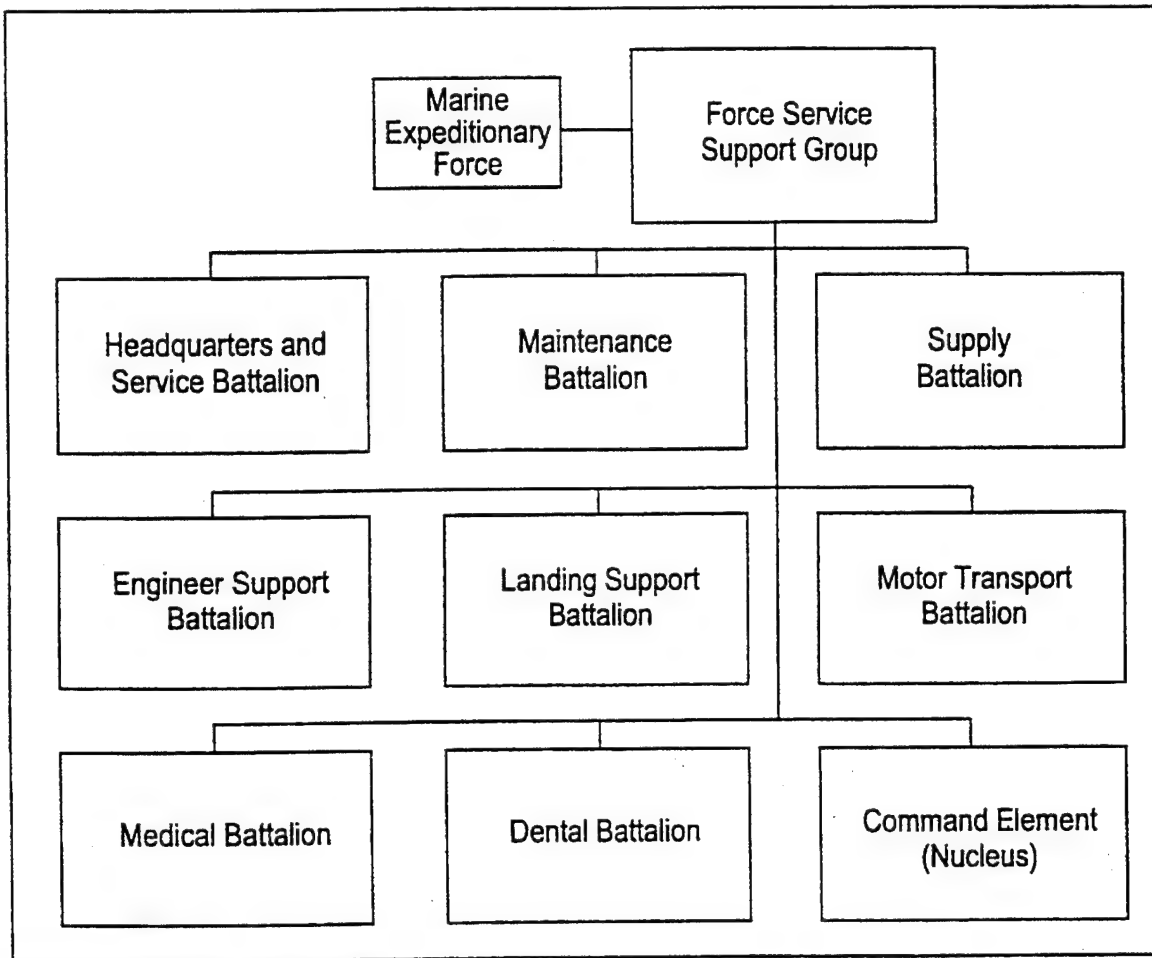 Marine
Expeditionary
Force
Force Service
Support Group
Headquarters and
Service Battalion
Maintenance
Battalion
Supply
Battalion
Engineer Support
Battalion
Landing Support
Battalion
Motor Transport
Battalion
Medical Battalion
Dental Battalion
Command Element
(Nucleus)